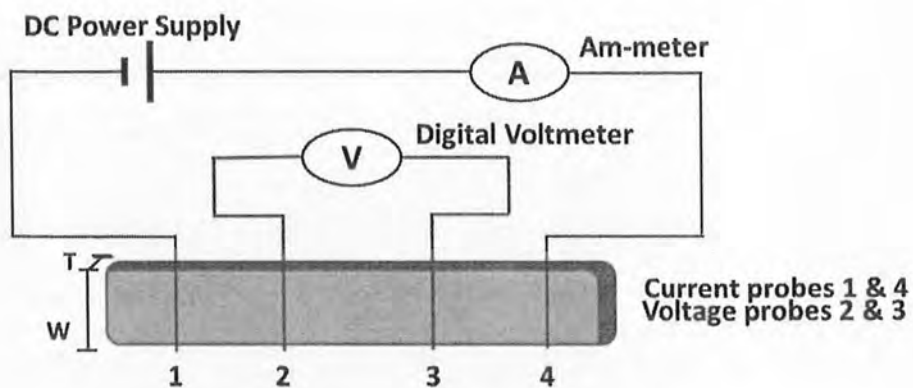 DC Power Supply
Am-meter
A
Digital Voltmeter
V
T
W
Current probes 1 & 4
Voltage probes 2 & 3
1 2 3 4